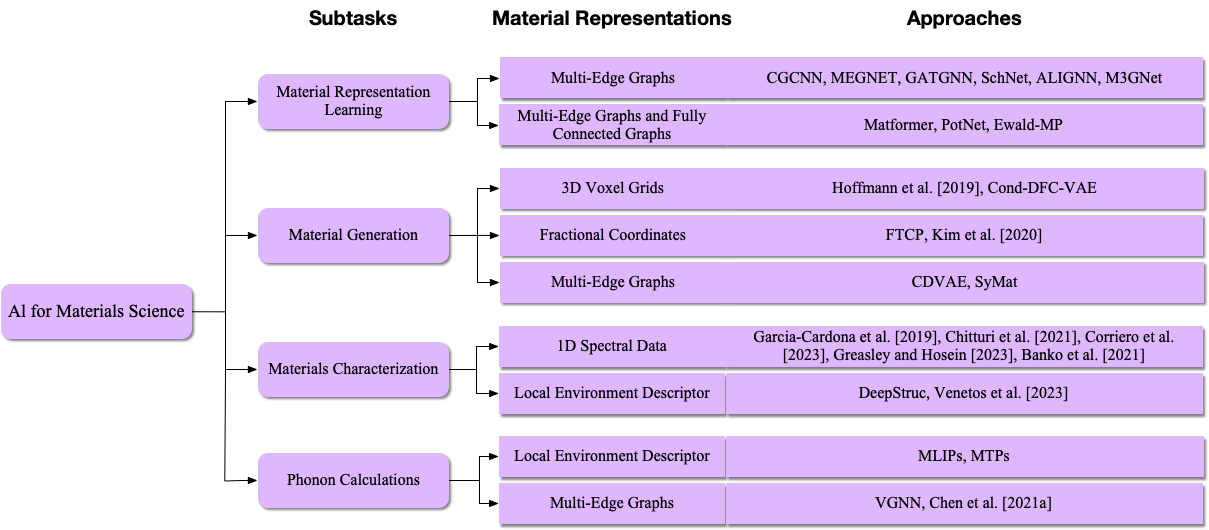 Subtasks
Material Representations
Approaches
Material Representation
Learning
Multi-Edge Graphs
CGCNN, MEGNET, GATGNN, SchNet, ALIGNN, M3GNet
Multi-Edge Graphs and Fully
Connected Graphs
Matformer, PotNet, Ewald-MP
Material Generation
3D Voxel Grids
Hoffmann et al. [2019], Cond-DFC-VAE
Fractional Coordinates
FTCP, Kim et al. [2020]
Multi-Edge Graphs
CDVAE, SyMat
AI for Materials Science
Materials Characterization
1D Spectral Data
Garcia-Cardona et al. [2019], Chitturi et al. [2021], Corriero et al.
[2023], Greasley and Hosein [2023], Banko et al. [2021]
Local Environment Descriptor
DeepStruc, Venetos et al. [2023]
Phonon Calculations
Local Environment Descriptor
MLIPs, MTPs
Multi-Edge Graphs
VGNN, Chen et al. [2021a]